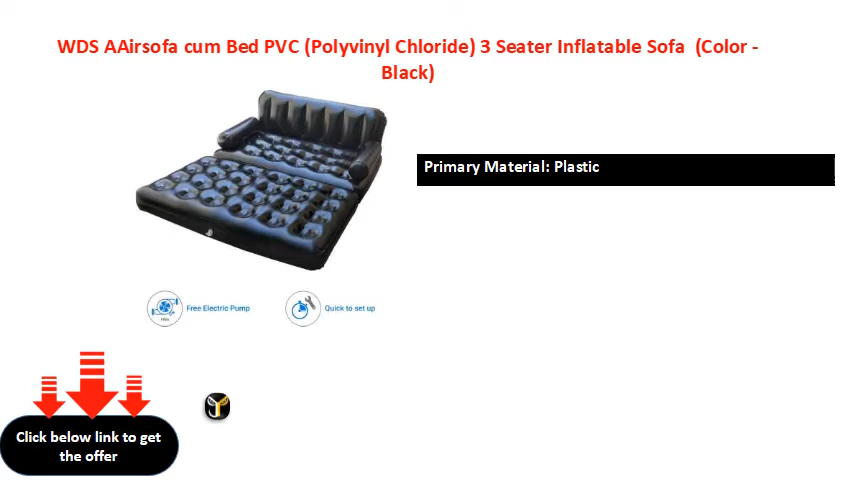 WDS AAirsofa cum Bed PVC (Polyvinyl Chloride) 3 Seater Inflatable Sofa  (Color -
Black)
Primary Material: Plastic
Free Electric Pump
Quick to set up
Click below link to get
the offer